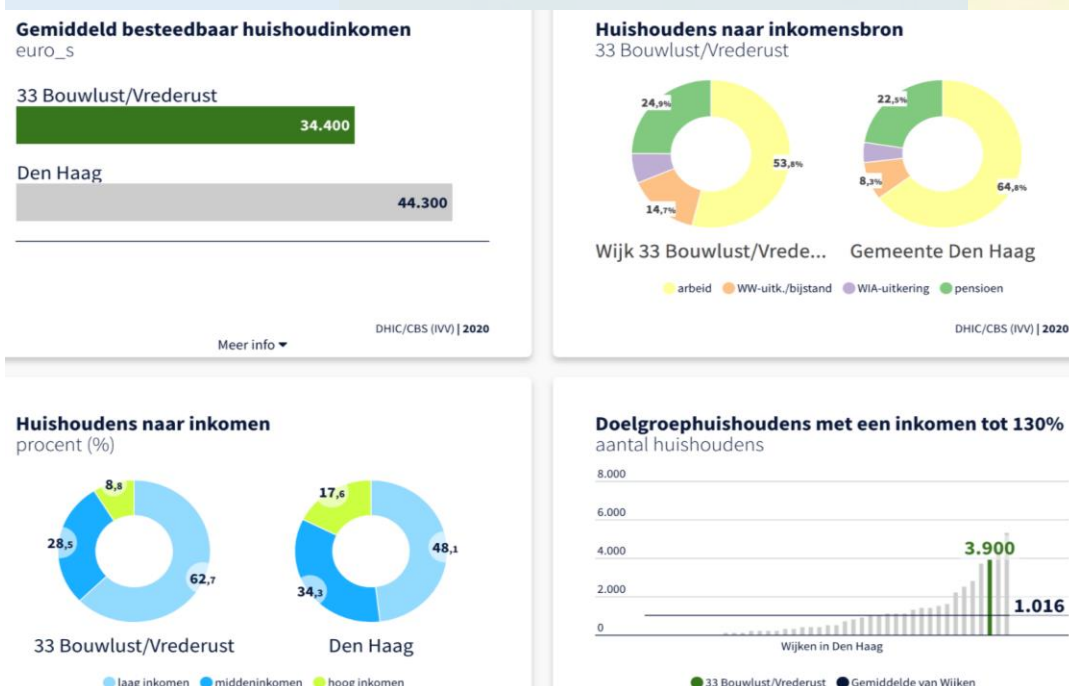 Gemiddeld besteedbaar huishoudinkomen
euro_s
33 Bouwlust/Vrederust
34.400
Den Haag
44.300
DHIC/CBS (IVV) | 2020
Meer info
Huishoudens naar inkomensbron
33 Bouwlust/Vrederust
24,9%
53,8%
14,7%
22,5%
8,3%
64,8%
Wijk 33 Bouwlust/Vrede...
Gemeente Den Haag
arbeid WW-uitk./bijstand WIA-uitkering pensioen
DHIC/CBS (IVV) | 2020
Huishoudens naar inkomen
procent (%)
8,8
28,5
62,7
17,6
48,1
34,3
33 Bouwlust/Vrederust
Den Haag
laag inkomen middeninkomen hoog inkomen
Doelgroephuishoudens met een inkomen tot 130%
aantal huishoudens
8.000
6.000
4.000
3.900
2.000
1.016
0
Wijken in Den Haag
33 Bouwlust/Vrederust Gemiddelde van Wijken